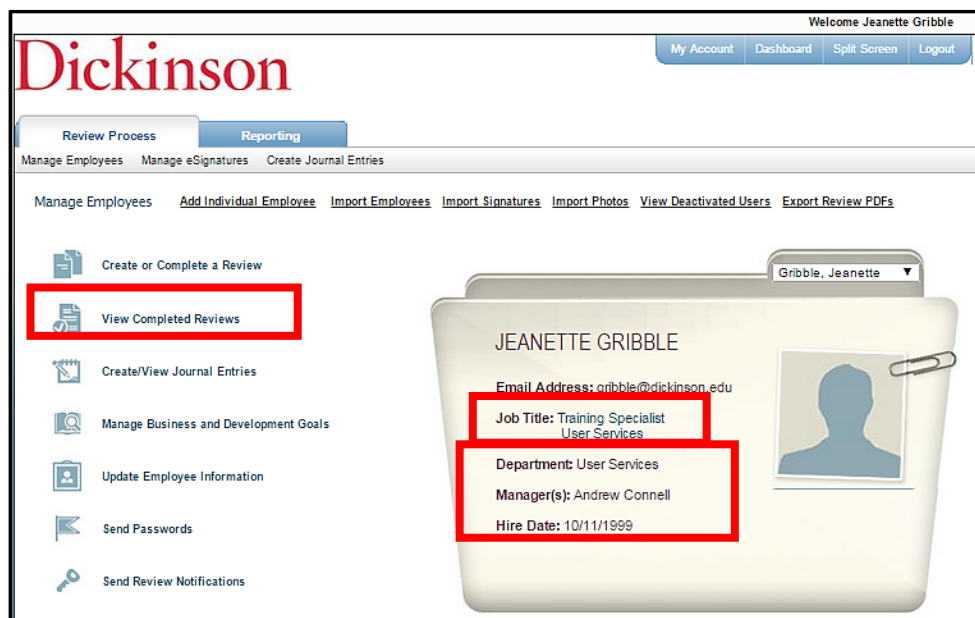 Welcome Jeanette Gribble
Dickinson
My Account Dashboard Split Screen Logout
Review Process Reporting
Manage Employees Manage eSignatures Create Journal Entries
Manage Employees Add Individual Employee Import Employees Import Signatures Import Photos View Deactivated Users Export Review PDFs
Create or Complete a Review
View Completed Reviews
Create/View Journal Entries
Manage Business and Development Goals
Update Employee Information
Send Passwords
Send Review Notifications
Gribble, Jeanette
JEANETTE GRIBBLE
Email Address: gribble@dickinson.edu
Job Title: Training Specialist
User Services
Department: User Services
Manager(s): Andrew Connell
Hire Date: 10/11/1999